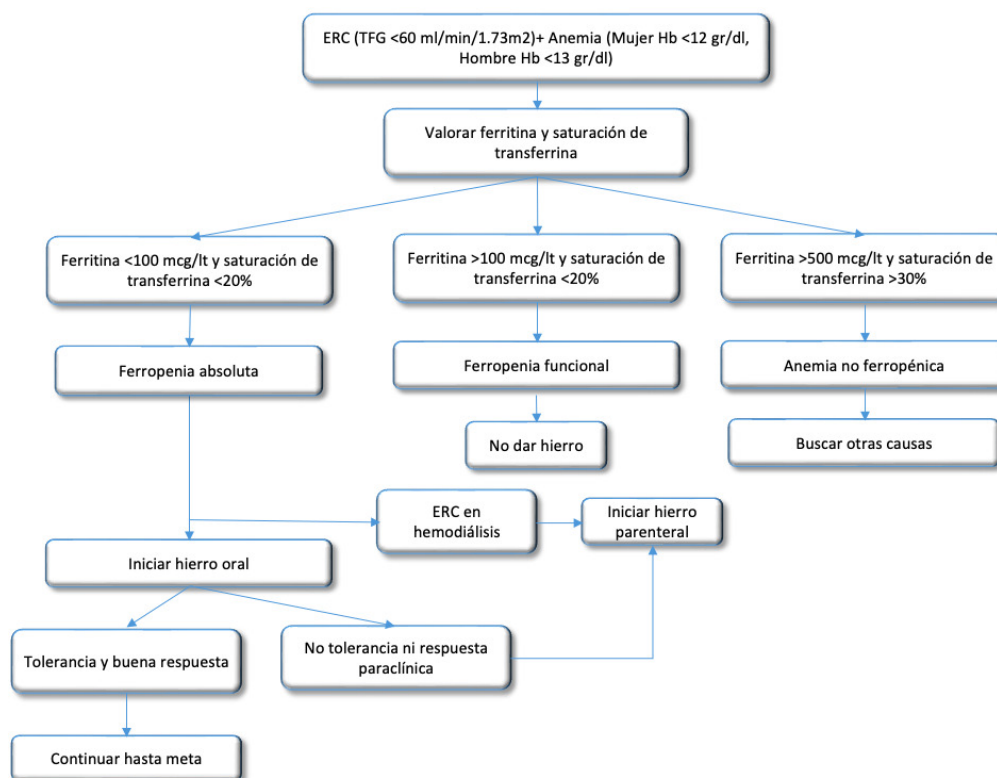 ERC (TFG <60 ml/min/1.73m2)+ Anemia (Mujer Hb <12 gr/dl,
Hombre Hb <13 gr/dl)
Valorar ferritina y saturación de
transferrina
Ferritina <100 mcg/lt y saturación de
transferrina <20%
Ferritina >100 mcg/lt y saturación de
transferrina <20%
Ferritina >500 mcg/lt y saturación de
transferrina >30%
Ferropenia absoluta
Ferropenia funcional
Anemia no ferropénica
No dar hierro
Buscar otras causas
ERC en
hemodiálisis
Iniciar hierro
parenteral
Iniciar hierro oral
Tolerancia y buena respuesta
No tolerancia ni respuesta
paraclínica
Continuar hasta meta